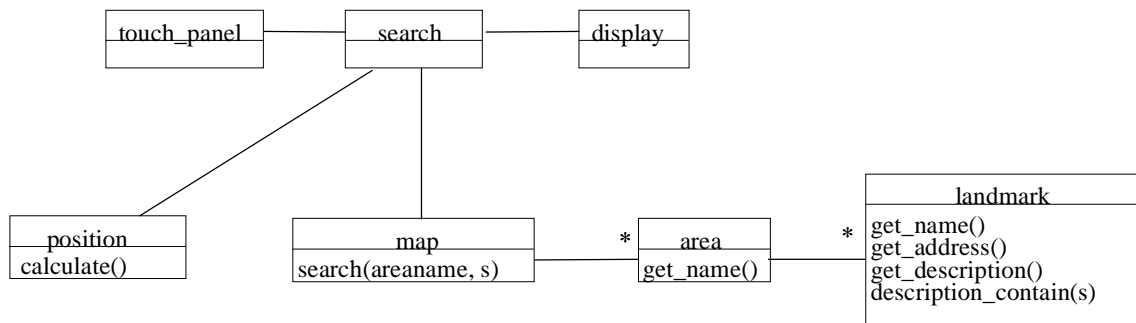 touch_panel
search
display
position
calculate()
map
search(areaname, s)
*
area
get_name()
*
landmark
get_name()
get_address()
get_description()
description_contain(s)